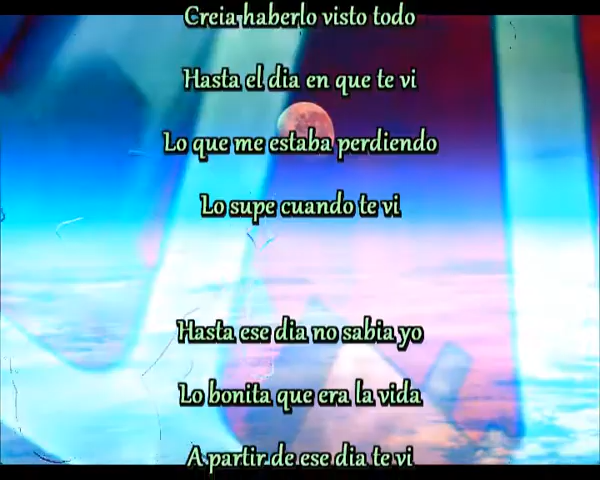 Creia haberlo visto todo
Hasta el dia en que te vi
Lo que me estaba perdiendo
Lo supe cuando te vi
Hasta ese dia no sabia yo
Lo bonita que era la vida
A partir de ese dia te vi